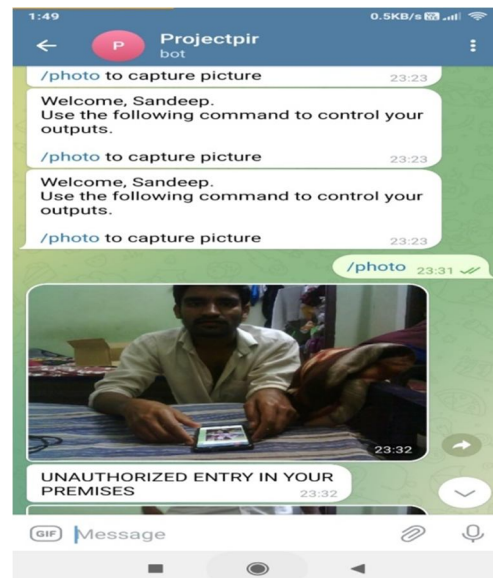 1:49 0.5KB/s
P Projectpir
bot
/photo to capture picture 23:23
Welcome, Sandeep.
Use the following command to control your
outputs.
/photo to capture picture 23:23
Welcome, Sandeep.
Use the following command to control your
outputs.
/photo to capture picture 23:23
/photo 23:31
23:32
UNAUTHORIZED ENTRY IN YOUR
PREMISES 23:32
GIF Message